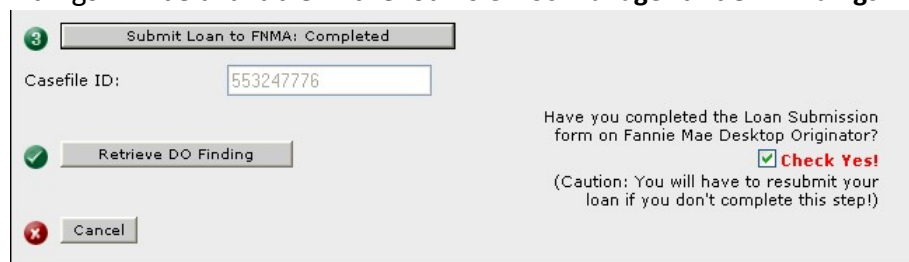 3 Submit Loan to FNMA: Completed
Casefile ID: 553247776
Have you completed the Loan Submission
form on Fannie Mae Desktop Originator?
Retrieve DO Finding
Check Yes!
(Caution: You will have to resubmit your
loan if you don't complete this step!)
Cancel